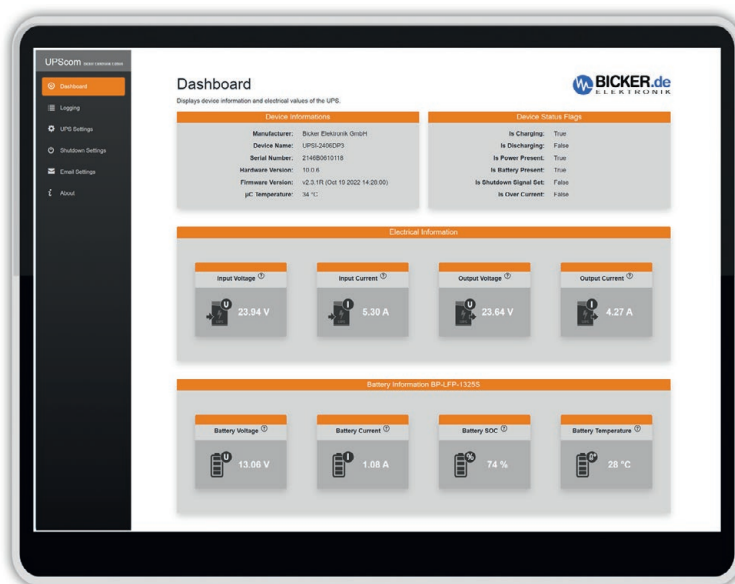 UPScom
Dashboard
Logging
UPS Settings
Shutdown Settings
Email Settings
About
Dashboard
Displays device information and electrical values of the UPS.
BICKER.de
ELEKTRONIK
Device Informations
Manufacturer: Bicker Elektronik GmbH
Device Name: UPSI-2406DP3
Serial Number: 2146B0610118
Hardware Version: 10.0.6
Firmware Version: v2.3.1R (Oct 10 2022 14:20:00)
µC Temperature: 34 °C
Device Status Flags
Is Charging: True
Is Discharging: False
Is Power Present: True
Is Battery Present: True
Is Shutdown Signal Set: False
Is Over Current: False
Electrical Information
Input Voltage ?
U
23.94 V
Input Current ?
I
5.30 A
Output Voltage ?
U
23.64 V
Output Current ?
I
4.27 A
Battery Information BP-LFP-1325S
Battery Voltage ?
U
13.06 V
Battery Current ?
I
1.08 A
Battery SOC ?
%
74 %
Battery Temperature ?
28 °C